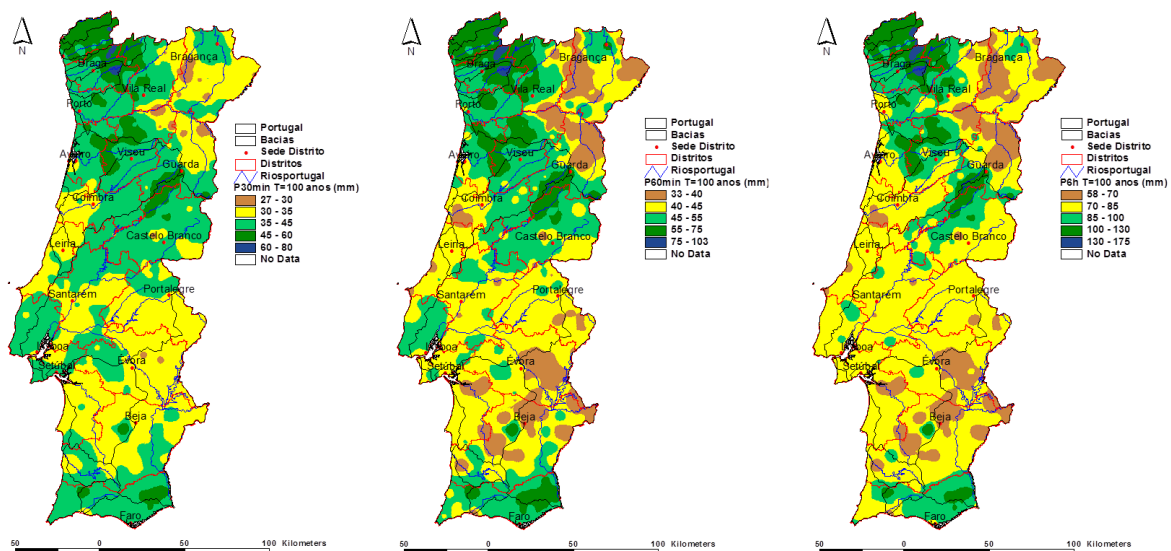 N
Braga
Bragança
Vila Real
Porto
Aveiro
Viseu
Guarda
Coimbra
Leiria
Castelo Branco
Santarém
Portalegre
Lisboa
Setúbal
Évora
Beja
Faro
Portugal
Bacias
Sede Distrito
Distritos
Riosportugal
P30min T=100 anos (mm)
27 - 30
30 - 35
35 - 45
45 - 60
60 - 80
No Data
50 0 50 100 Kilometers
N
Braga
Bragança
Vila Real
Porto
Aveiro
Viseu
Guarda
Coimbra
Leiria
Castelo Branco
Santarém
Portalegre
Lisboa
Setúbal
Évora
Beja
Faro
Portugal
Bacias
Sede Distrito
Distritos
Riosportugal
P60min T=100 anos (mm)
33 - 40
40 - 45
45 - 55
55 - 75
75 - 103
No Data
50 0 50 100 Kilometers
N
Braga
Bragança
Vila Real
Porto
Aveiro
Viseu
Guarda
Coimbra
Leiria
Castelo Branco
Santarém
Portalegre
Lisboa
Setúbal
Évora
Beja
Faro
Portugal
Bacias
Sede Distrito
Distritos
Riosportugal
P6h T=100 anos (mm)
58 - 70
70 - 85
85 - 100
100 - 130
130 - 175
No Data
50 0 50 100 Kilometers